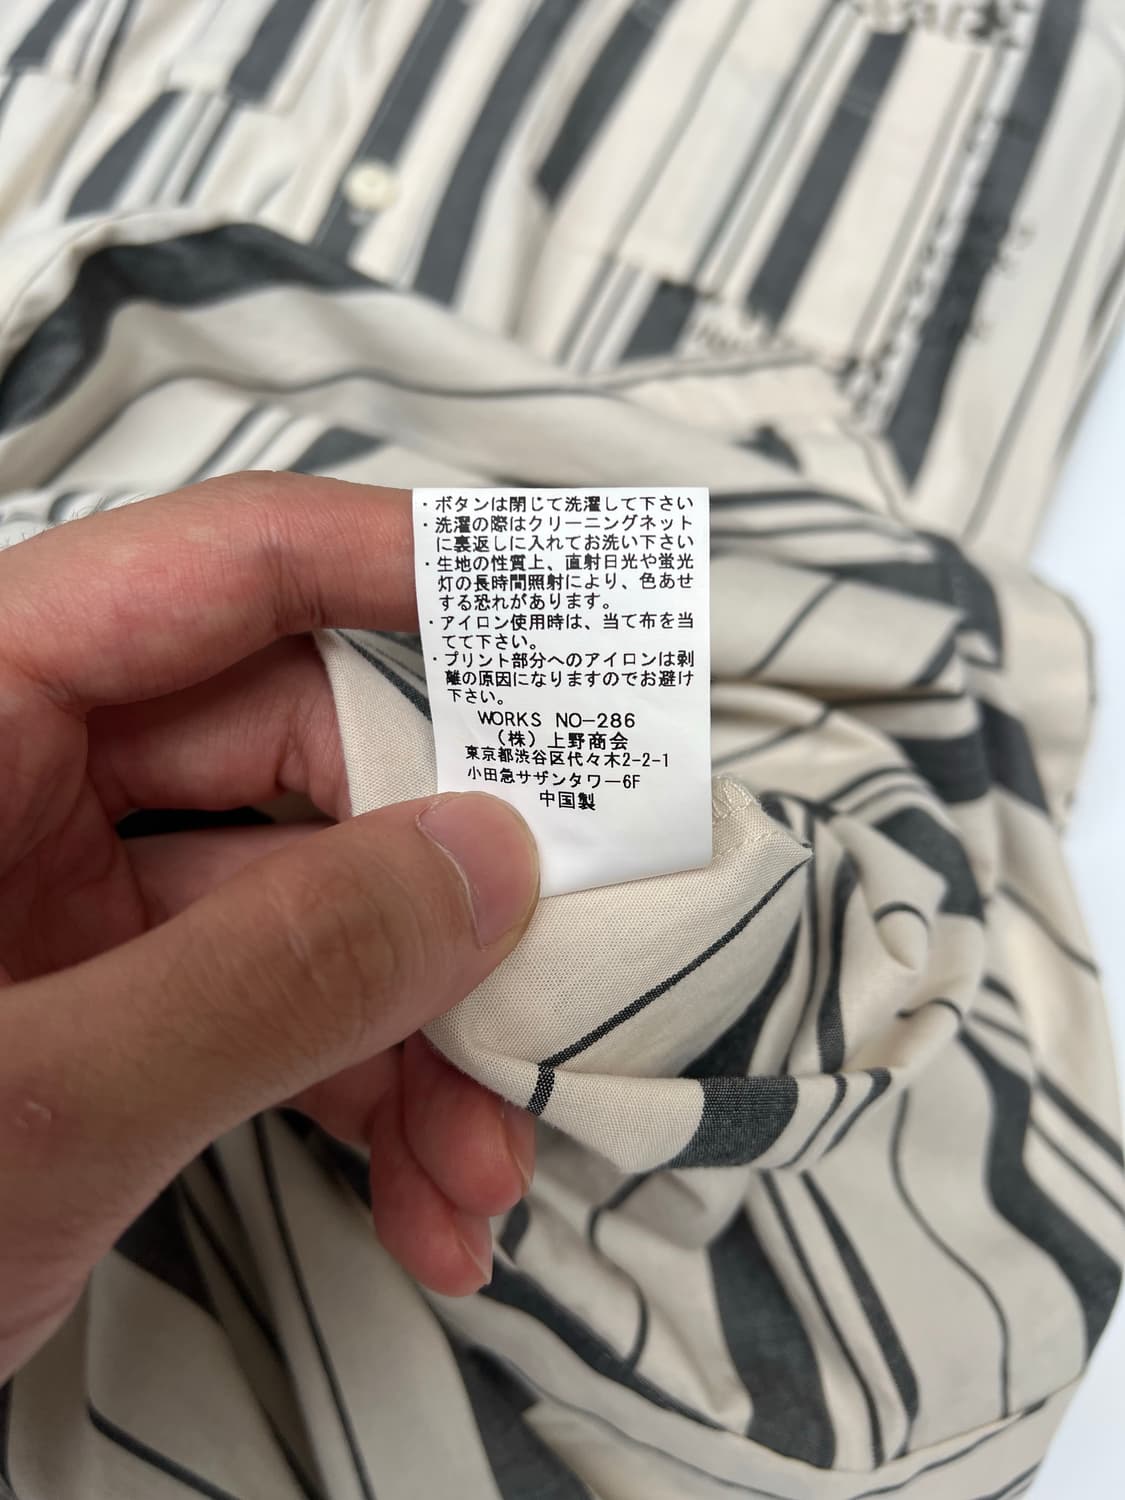 ・ボタンは閉じて洗濯して下さい
・洗濯の際はクリーニングネット
に裏返しに入れてお洗い下さい
・生地の性質上、直射日光や蛍光
灯の長時間照射により、色あせ
する恐れがあります。
・アイロン使用時は、当て布を当
てて下さい。
・プリント部分へのアイロンは剥
離の原因になりますのでお避け
下さい。
WORKS NO-286
(株)上野商会
東京都渋谷区代々木2-2-1
小田急サザンタワー6F
中国製